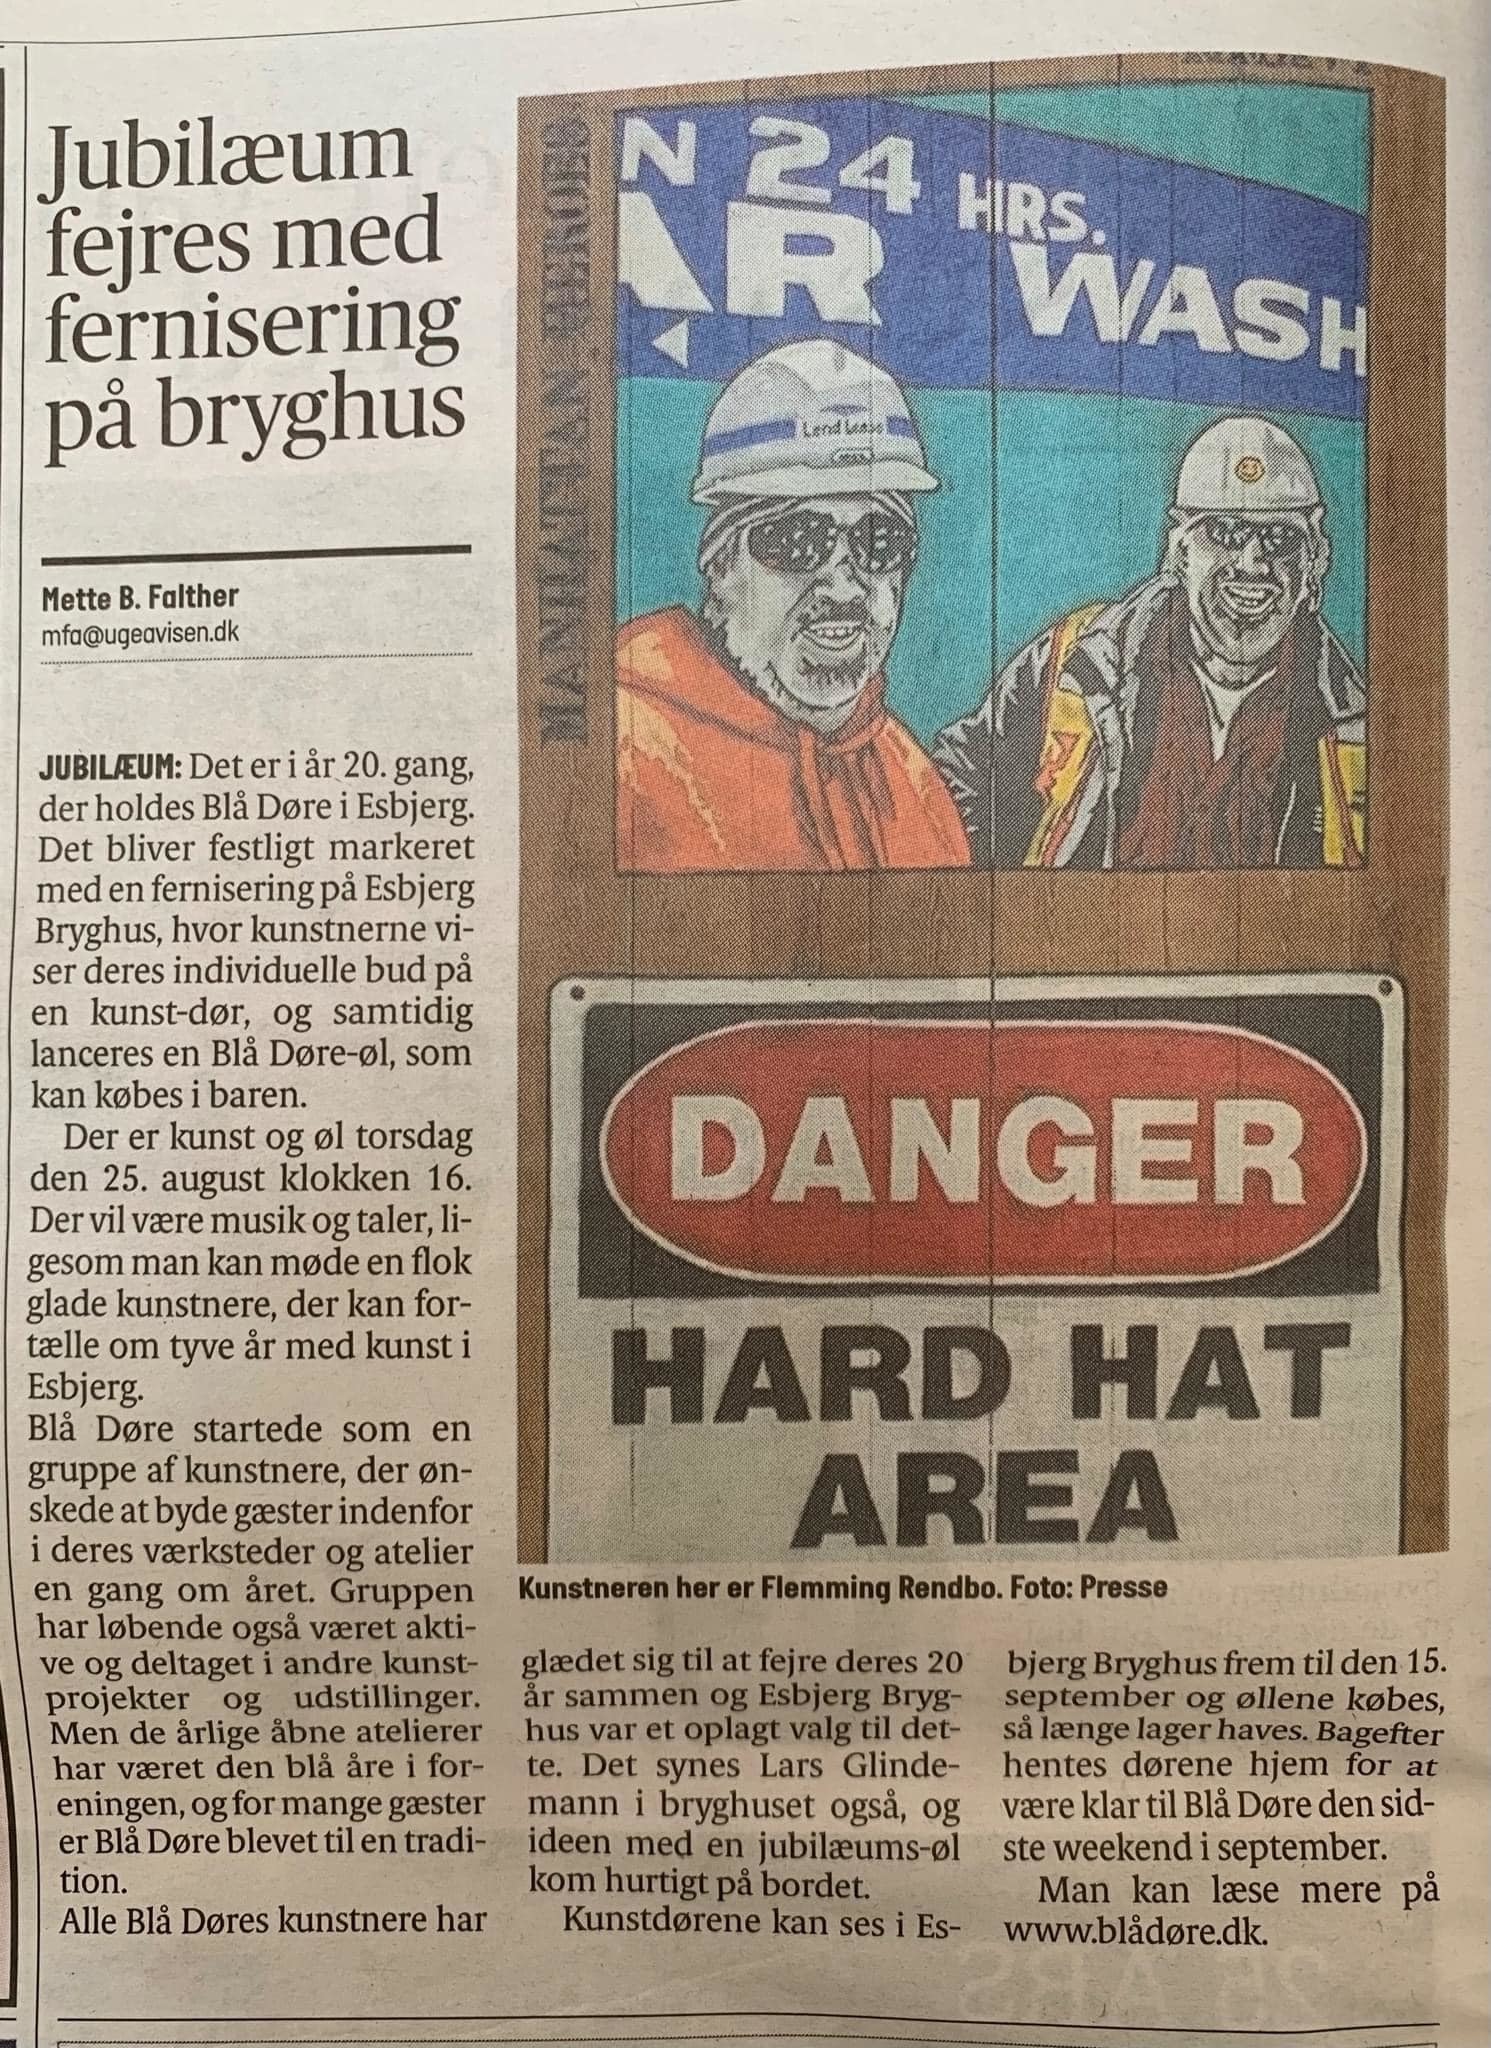 Jubilæum
fejres med
fernisering
på bryghus
Mette B. Falther
mfa@ugeavisen.dk
JUBILÆUM: Det er i år 20. gang,
der holdes Blå Døre i Esbjerg.
Det bliver festligt markeret
med en fernisering på Esbjerg
Bryghus, hvor kunstnerne vi-
ser deres individuelle bud på
en kunst-dør, og samtidig
lanceres en Blå Døre-øl, som
kan købes i baren.
Der er kunst og øl torsdag
den 25. august klokken 16.
Der vil være musik og taler, li-
gesom man kan møde en flok
glade kunstnere, der kan for-
tælle om tyve år med kunst i
Esbjerg.
Blå Døre startede som en
gruppe af kunstnere, der øn-
skede at byde gæster indenfor
i deres værksteder og atelier
en gang om året. Gruppen
har løbende også været akti-
ve og deltaget i andre kunst-
projekter og udstillinger.
Men de årlige åbne atelierer
har været den blå åre i for-
eningen, og for mange gæster
er Blå Døre blevet til en tradi-
tion.
Alle Blå Døres kunstnere har
MANHATTAN HEROES
N 24 HRS.
AR WASH
Lend Lease
DANGER
HARD HAT
AREA
Kunstneren her er Flemming Rendbo. Foto: Presse
glædet sig til at fejre deres 20
år sammen og Esbjerg Bryg-
hus var et oplagt valg til det-
te. Det synes Lars Glinde-
mann i bryghuset også, og
ideen med en jubilæums-øl
kom hurtigt på bordet.
Kunstdørene kan ses i Es-
bjerg Bryghus frem til den 15.
september og øllene købes,
så længe lager haves. Bagefter
hentes dørene hjem for at
være klar til Blå Døre den sid-
ste weekend i september.
Man kan læse mere på
www.blådøre.dk.